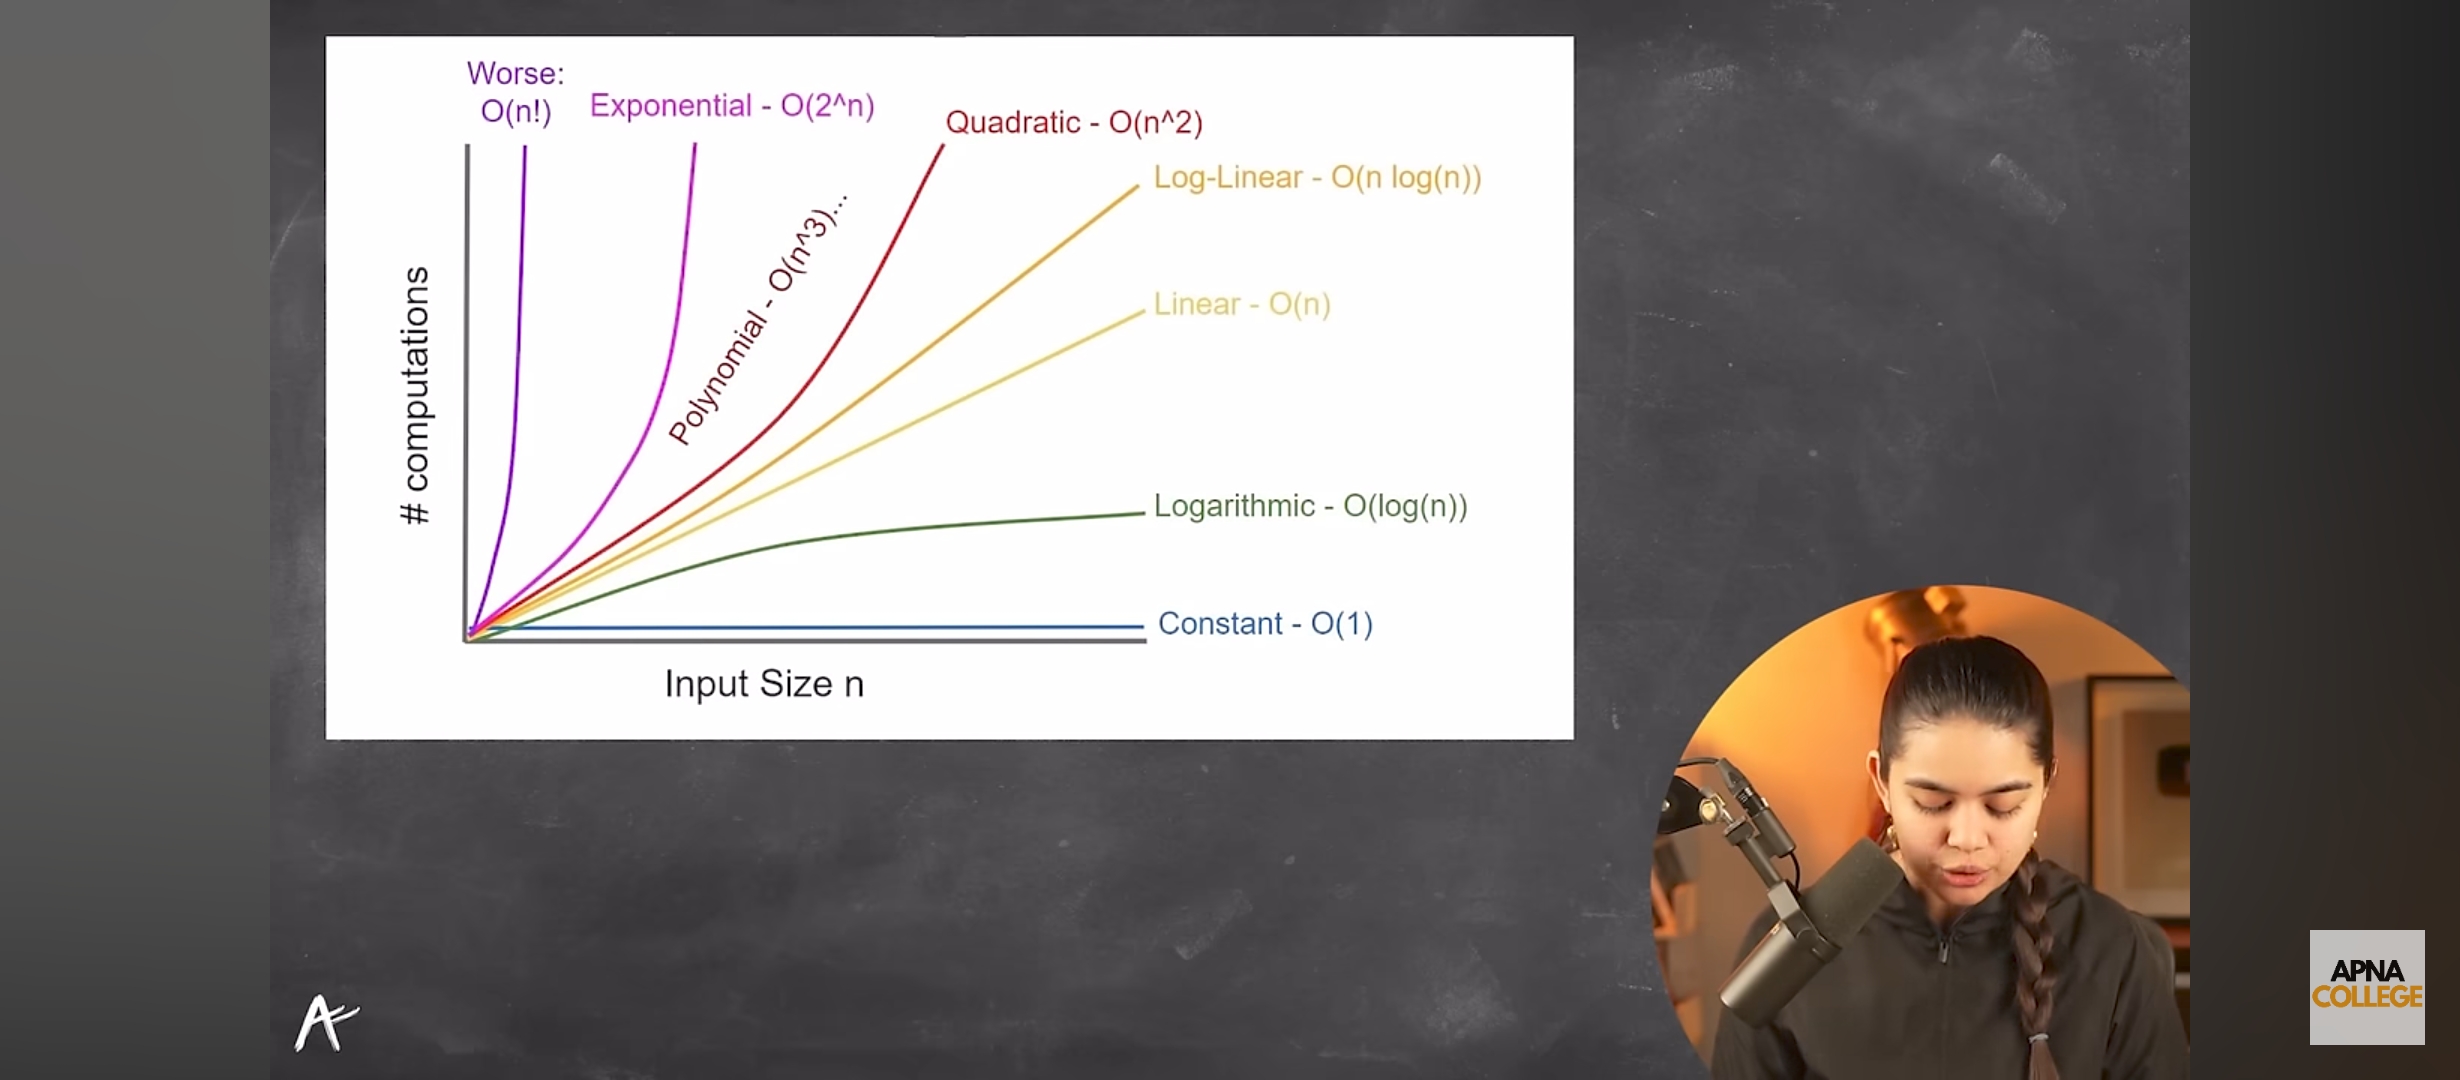 Worse:
O(n!)
Exponential - O(2^n)
Quadratic - O(n^2)
Log-Linear - O(n log(n))
Polynomial - O(n^3)...
Linear - O(n)
# computations
Logarithmic - O(log(n))
Constant - O(1)
Input Size n
A
APNA
COLLEGE